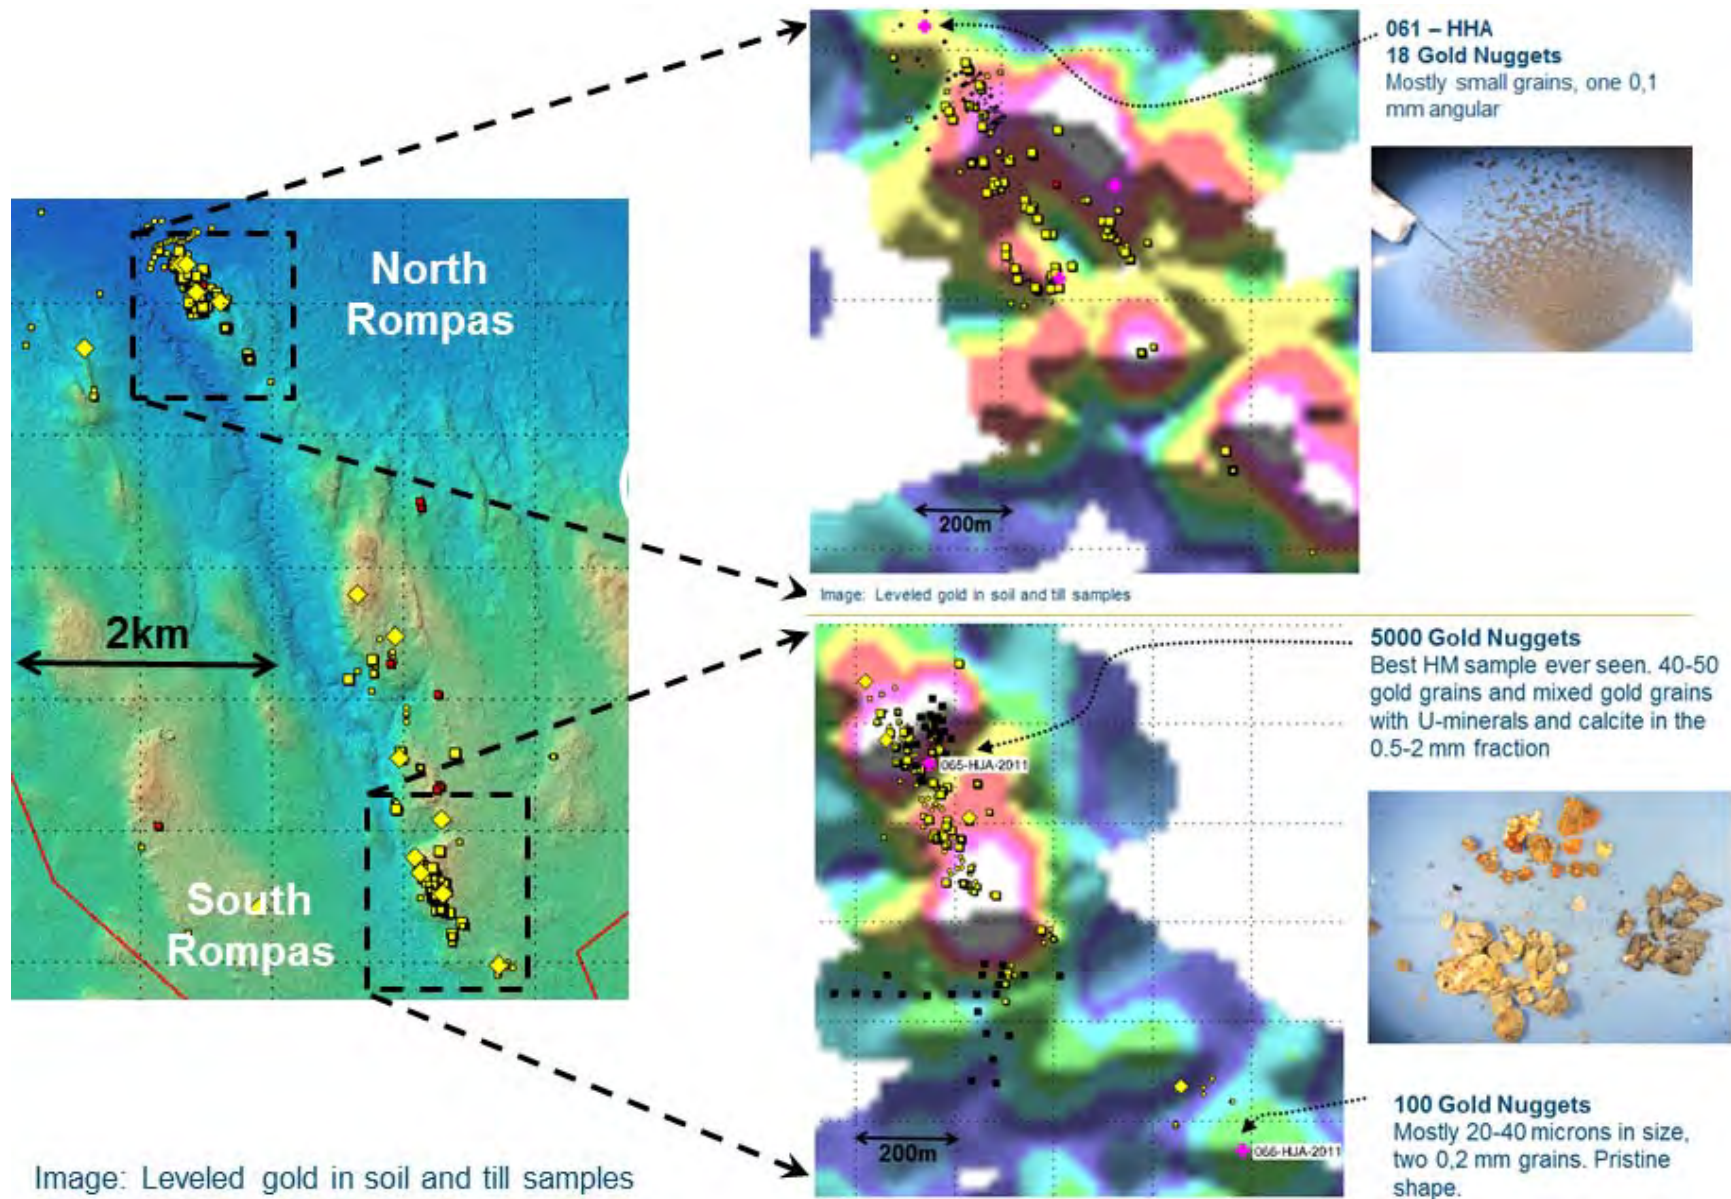 North
Rompas
2km
South
Rompas
Image: Leveled gold in soil and till samples
200m
Image: Leveled gold in soil and till samples
061 – HHA
18 Gold Nuggets
Mostly small grains, one 0,1
mm angular
065-HJA-2011
200m
066-HJA-2011
5000 Gold Nuggets
Best HM sample ever seen. 40-50
gold grains and mixed gold grains
with U-minerals and calcite in the
0.5-2 mm fraction
100 Gold Nuggets
Mostly 20-40 microns in size,
two 0,2 mm grains. Pristine
shape.